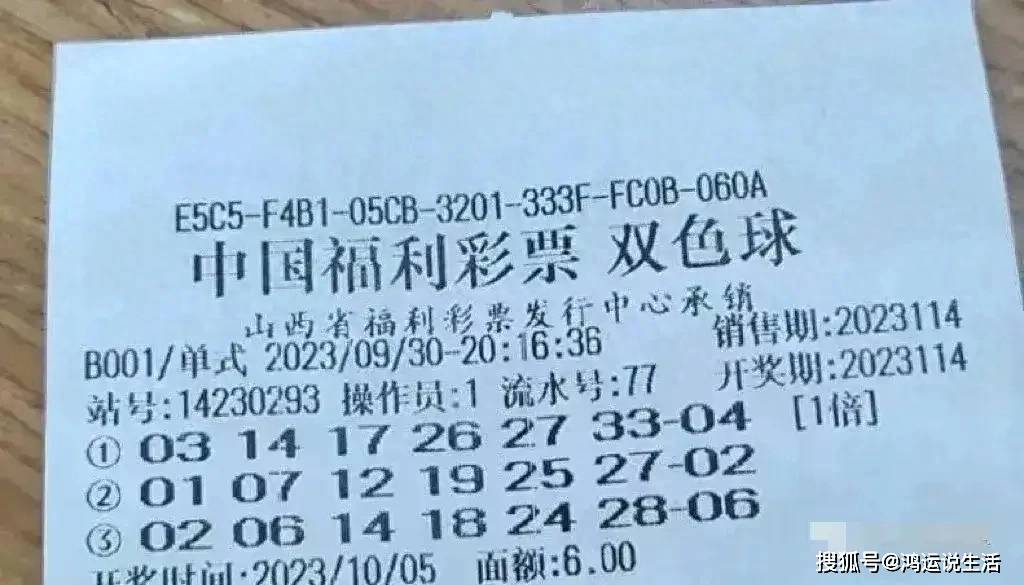 E5C5-F4B1-05CB-3201-333F-FC0B-060A
中国福利彩票 双色球
山西省福利彩票发行中心承销
B001/单式 2023/09/30-20:16:36 销售期:2023114
站号:14230293 操作员:1 流水号:77 开奖期:2023114
① 03 14 17 26 27 33-04 [1倍]
② 01 07 12 19 25 27-02
③ 02 06 14 18 24 28-06
开奖时间:2023/10/05 面额:6.00
搜狐号@鸿运说生活